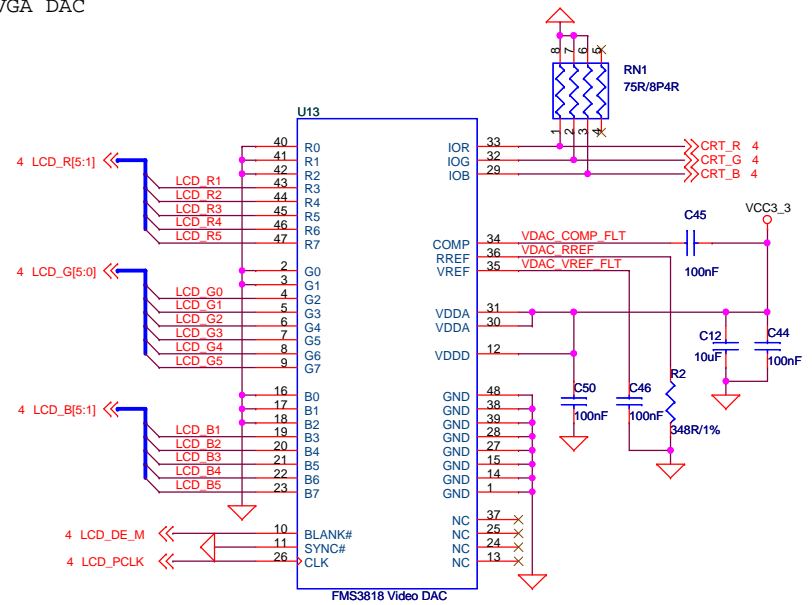 VGA DAC
8 7 6 5
RN1
75R/8P4R
1 2 3 4
U13
40 R0 IOR 33 CRT_R 4
4 LCD_R[5:1] 41 R1 IOG 32 CRT_G 4
42 R2 IOB 29 CRT_B 4
LCD_R1 43 R3
LCD_R2 44 R4
LCD_R3 45 R5
LCD_R4 46 R6
LCD_R5 47 R7
VCC3_3
C45
100nF
COMP 34 VDAC_COMP_FLT
RREF 36 VDAC_RREF
VREF 35 VDAC_VREF_FLT
4 LCD_G[5:0]
2 G0
3 G1
LCD_G0 4 G2
LCD_G1 5 G3
LCD_G2 6 G4
LCD_G3 7 G5
LCD_G4 8 G6
LCD_G5 9 G7
VDDA 31
VDDA 30
VDDD 12
C12
10uF
C44
100nF
R2
348R/1%
C50
100nF
C46
100nF
4 LCD_B[5:1]
16 B0
17 B1
18 B2
LCD_B1 19 B3
LCD_B2 20 B4
LCD_B3 21 B5
LCD_B4 22 B6
LCD_B5 23 B7
GND 48
GND 38
GND 39
GND 28
GND 27
GND 15
GND 14
GND 1
4 LCD_DE_M 10 BLANK#
11 SYNC#
4 LCD_PCLK 26 CLK
NC 37
NC 25
NC 24
NC 13
FMS3818 Video DAC